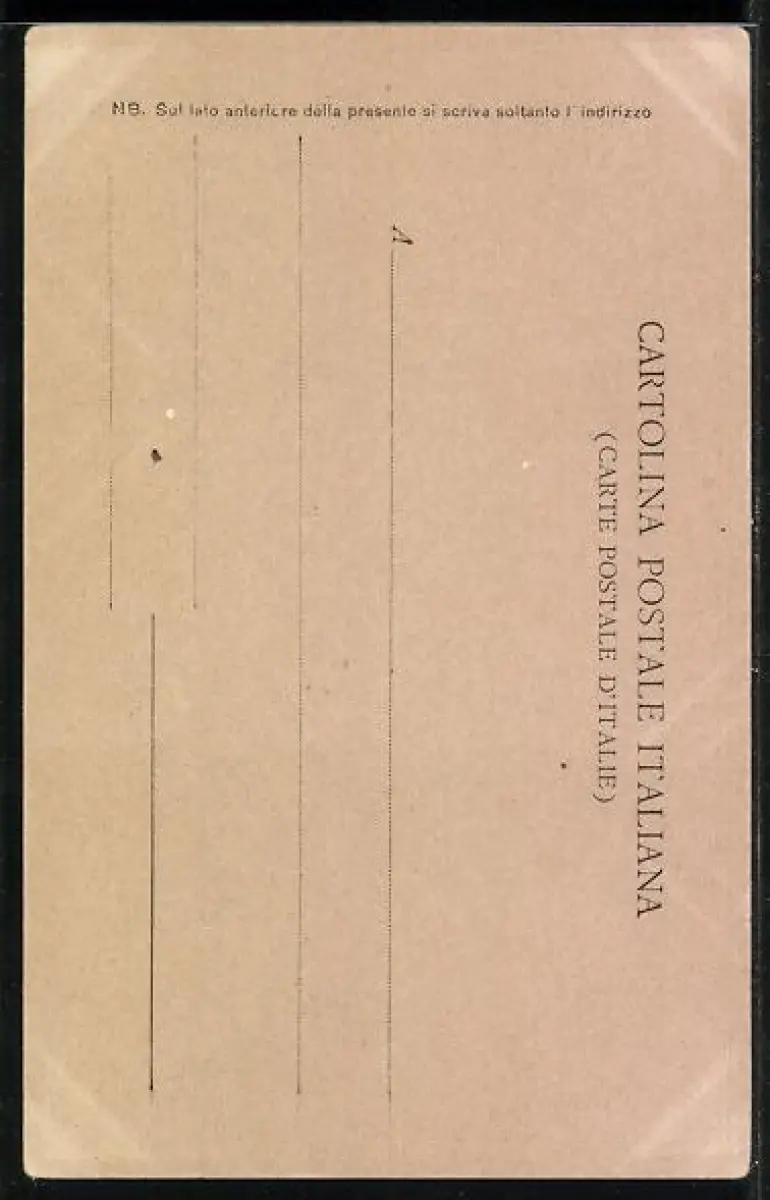 CARTOLINA POSTALE ITALIANA
(CARTE POSTALE D'ITALIE)
A
NB. Sul lato anteriore della presente si scriva soltanto l'indirizzo